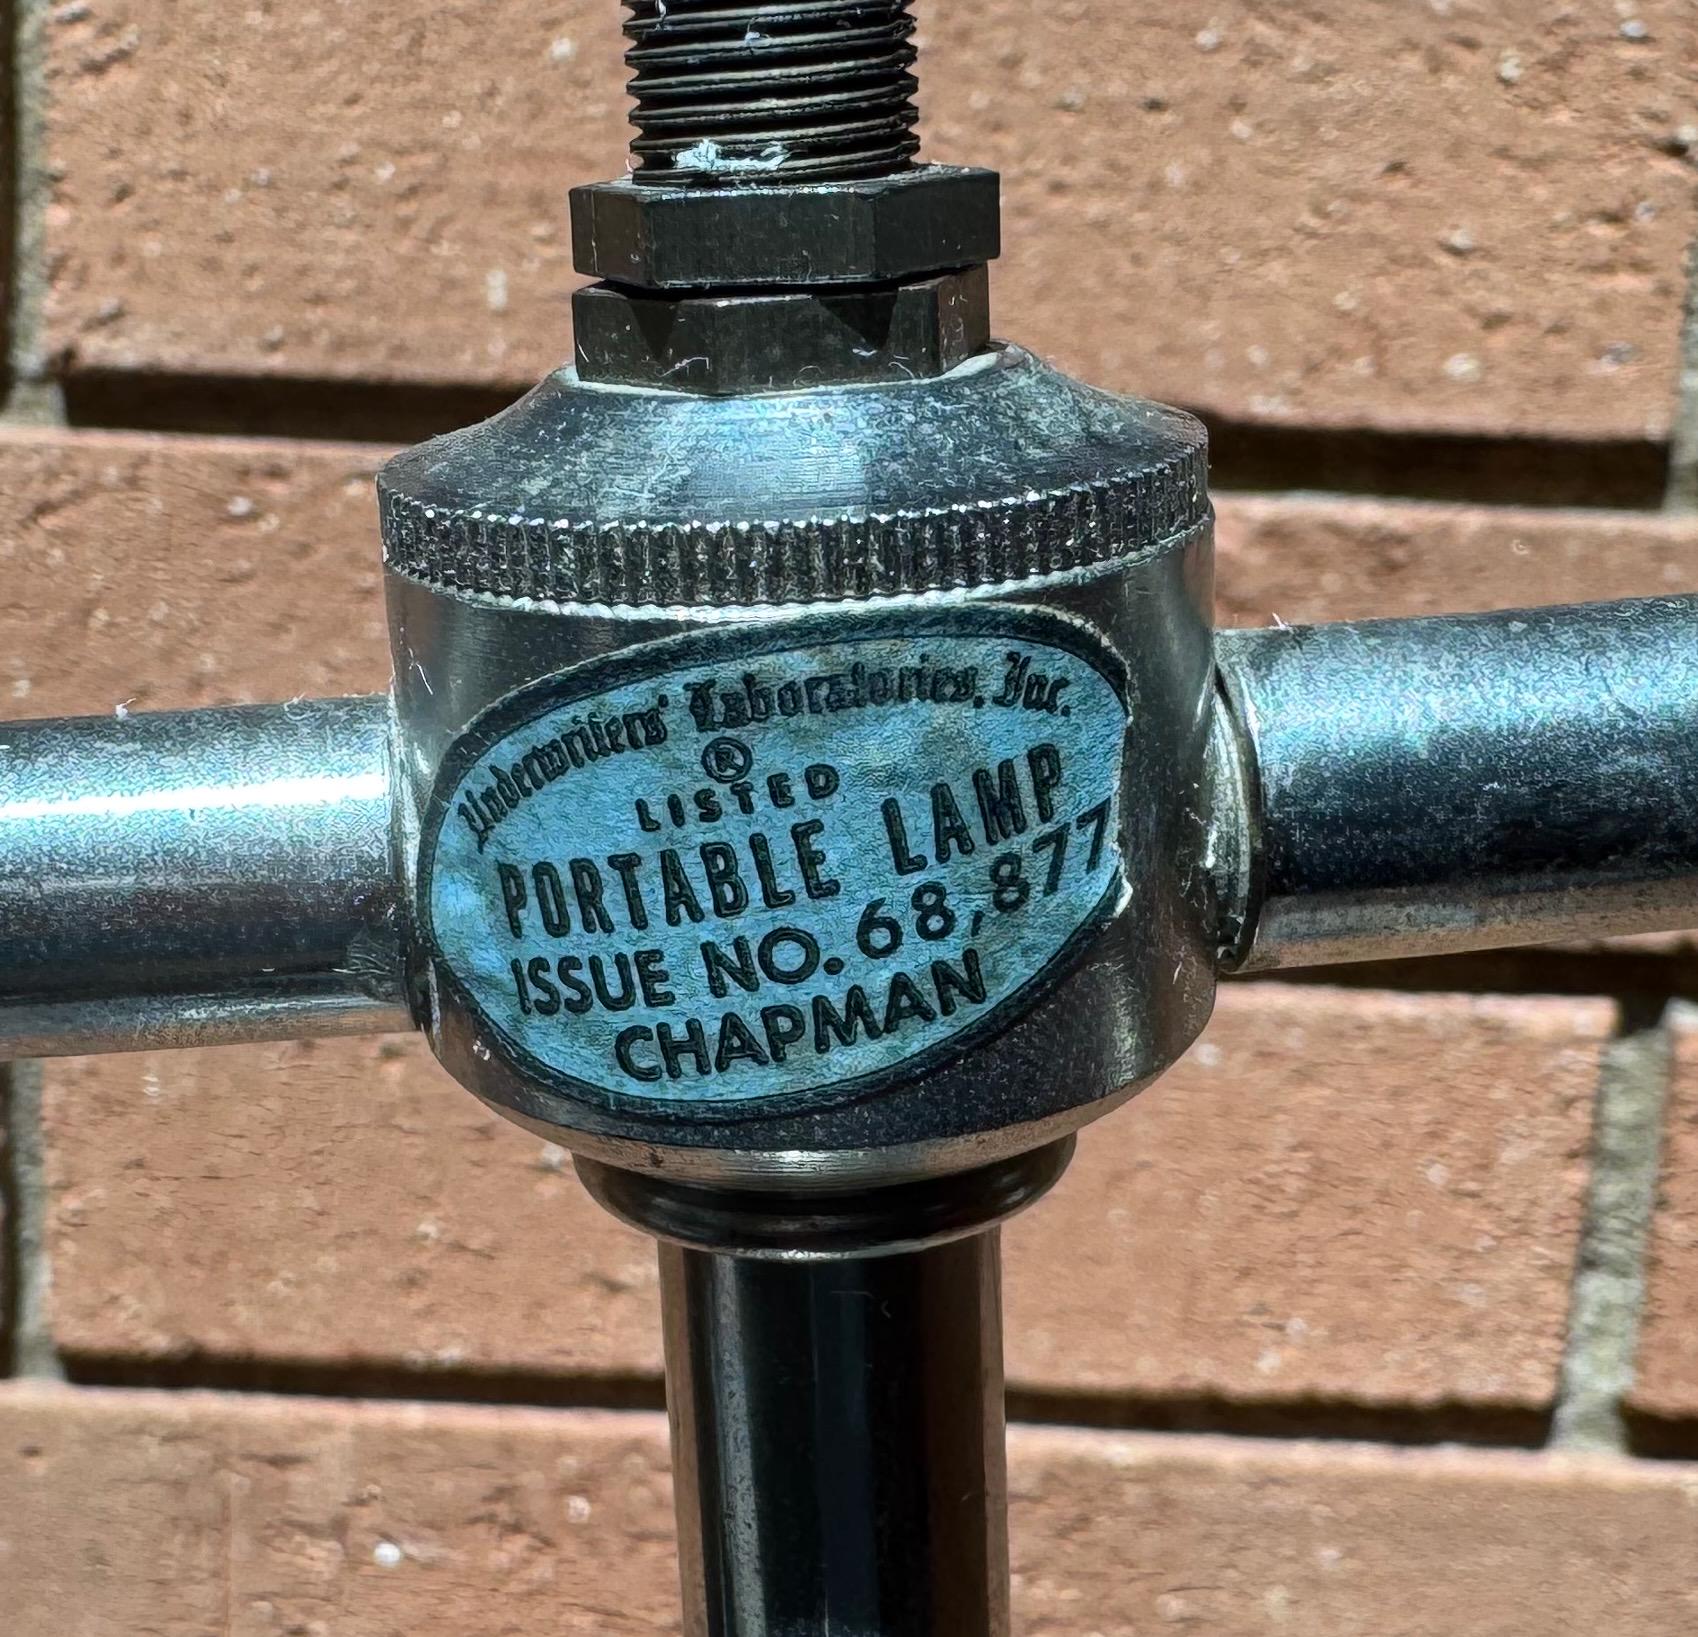 Underwriters' Laboratories, Inc.
®
LISTED
PORTABLE LAMP
ISSUE NO. 68,877
CHAPMAN